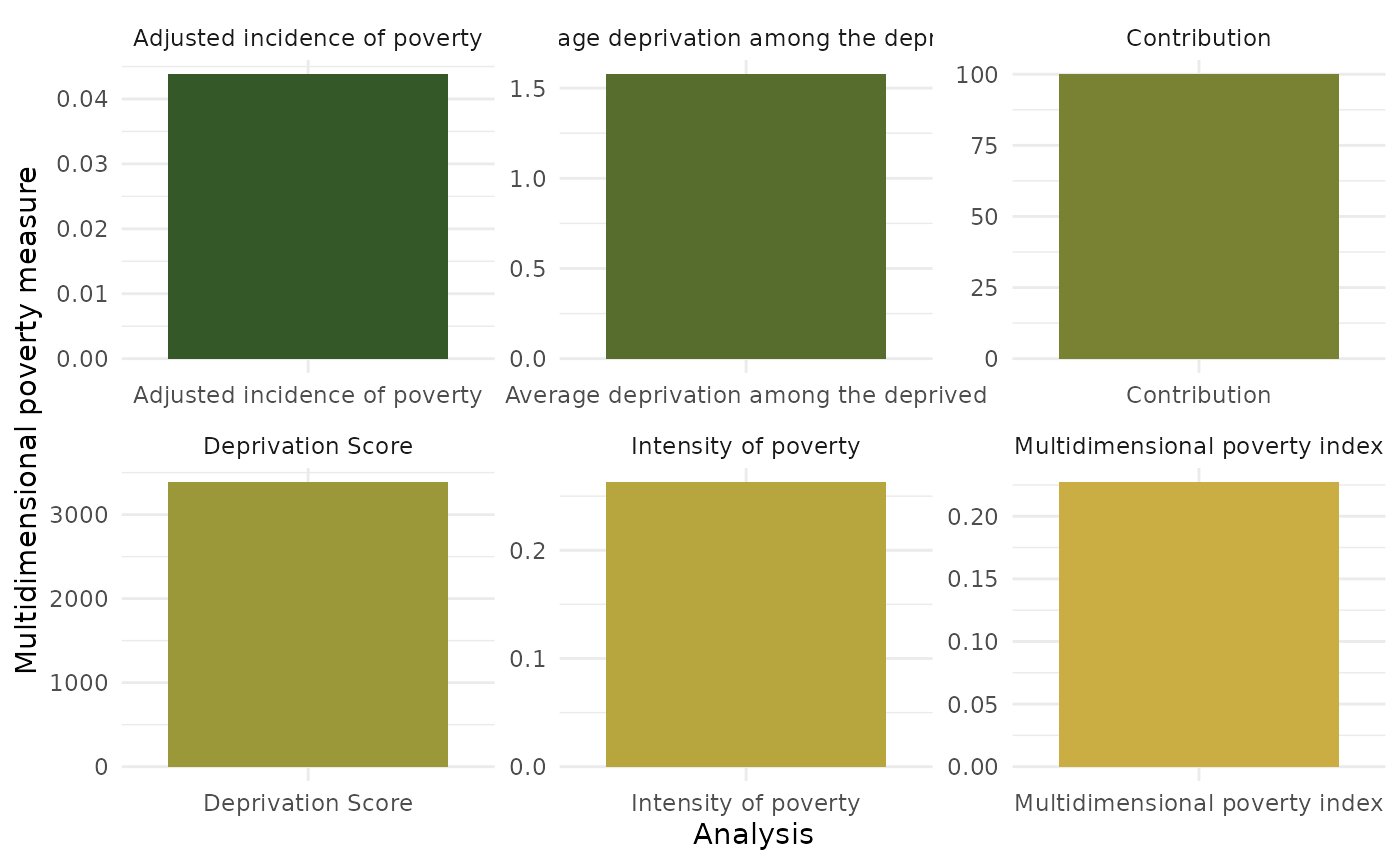 Adjusted incidence of poverty
age deprivation among the depr
Contribution
0.04
0.03
0.02
0.01
0.00
1.5
1.0
0.5
0.0
100
75
50
25
0
Adjusted incidence of poverty
Average deprivation among the deprived
Contribution
Multidimensional poverty measure
Deprivation Score
Intensity of poverty
Multidimensional poverty index
3000
2000
1000
0
0.2
0.1
0.0
0.20
0.15
0.10
0.05
0.00
Deprivation Score
Intensity of poverty
Multidimensional poverty index
Analysis